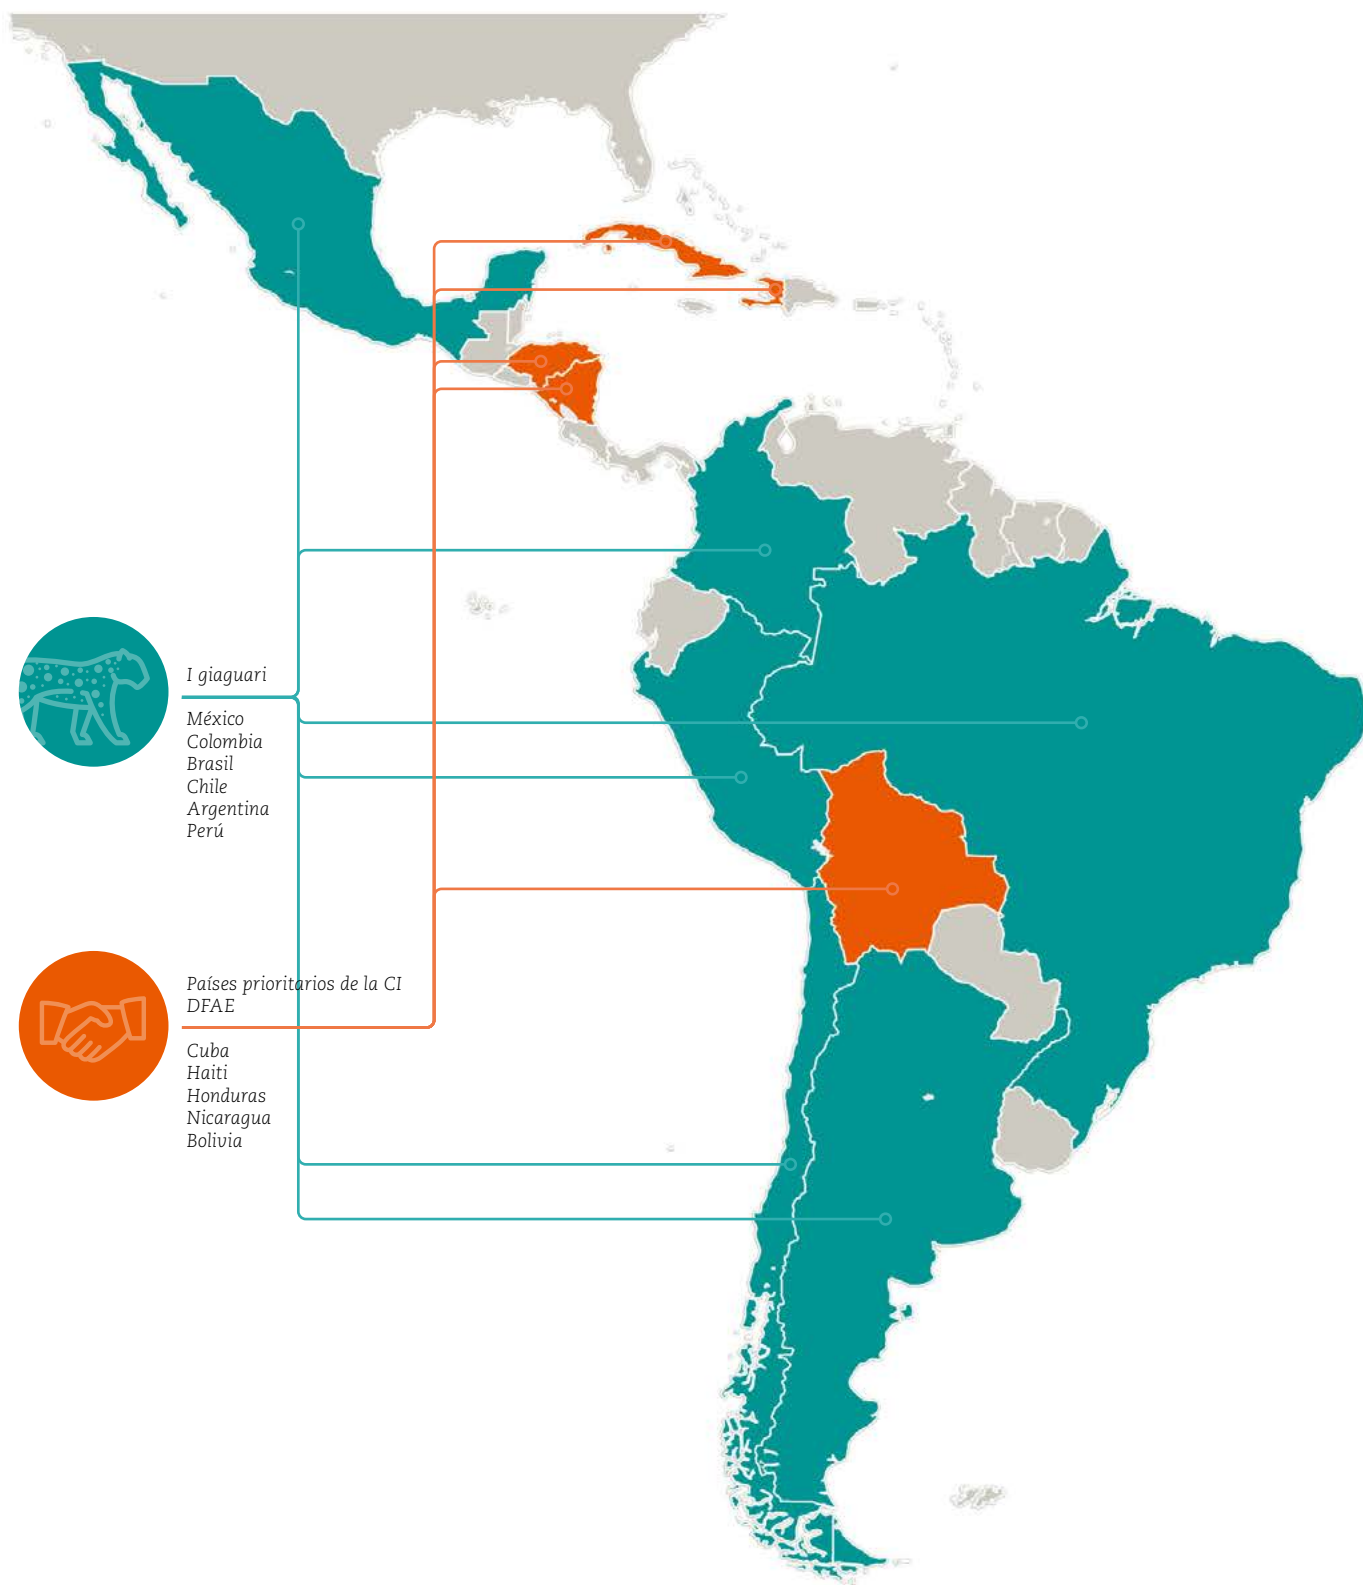 I giaguari
México
Colombia
Brasil
Chile
Argentina
Perú
Países prioritarios de la CI
DFAE
Cuba
Haiti
Honduras
Nicaragua
Bolivia